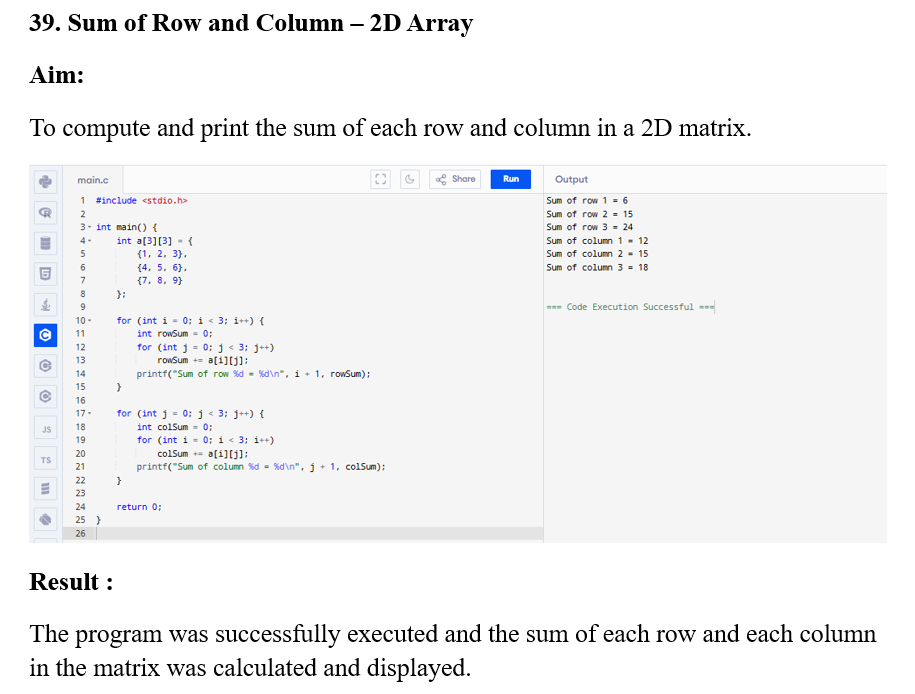 39. Sum of Row and Column – 2D Array
Aim:
To compute and print the sum of each row and column in a 2D matrix.
main.c
Share
Run
Output
1 #include <stdio.h>
2
3 int main() {
4 int a[3][3] = {
5 {1, 2, 3},
6 {4, 5, 6},
7 {7, 8, 9}
8 };
9
10 for (int i = 0; i < 3; i++) {
11 int rowSum = 0;
12 for (int j = 0; j < 3; j++)
13 rowSum += a[i][j];
14 printf("Sum of row %d = %d\n", i + 1, rowSum);
15 }
16
17 for (int j = 0; j < 3; j++) {
18 int colSum = 0;
19 for (int i = 0; i < 3; i++)
20 colSum += a[i][j];
21 printf("Sum of column %d = %d\n", j + 1, colSum);
22 }
23
24 return 0;
25 }
26
JS
TS
Sum of row 1 = 6
Sum of row 2 = 15
Sum of row 3 = 24
Sum of column 1 = 12
Sum of column 2 = 15
Sum of column 3 = 18
=== Code Execution Successful ===
Result :
The program was successfully executed and the sum of each row and each column
in the matrix was calculated and displayed.